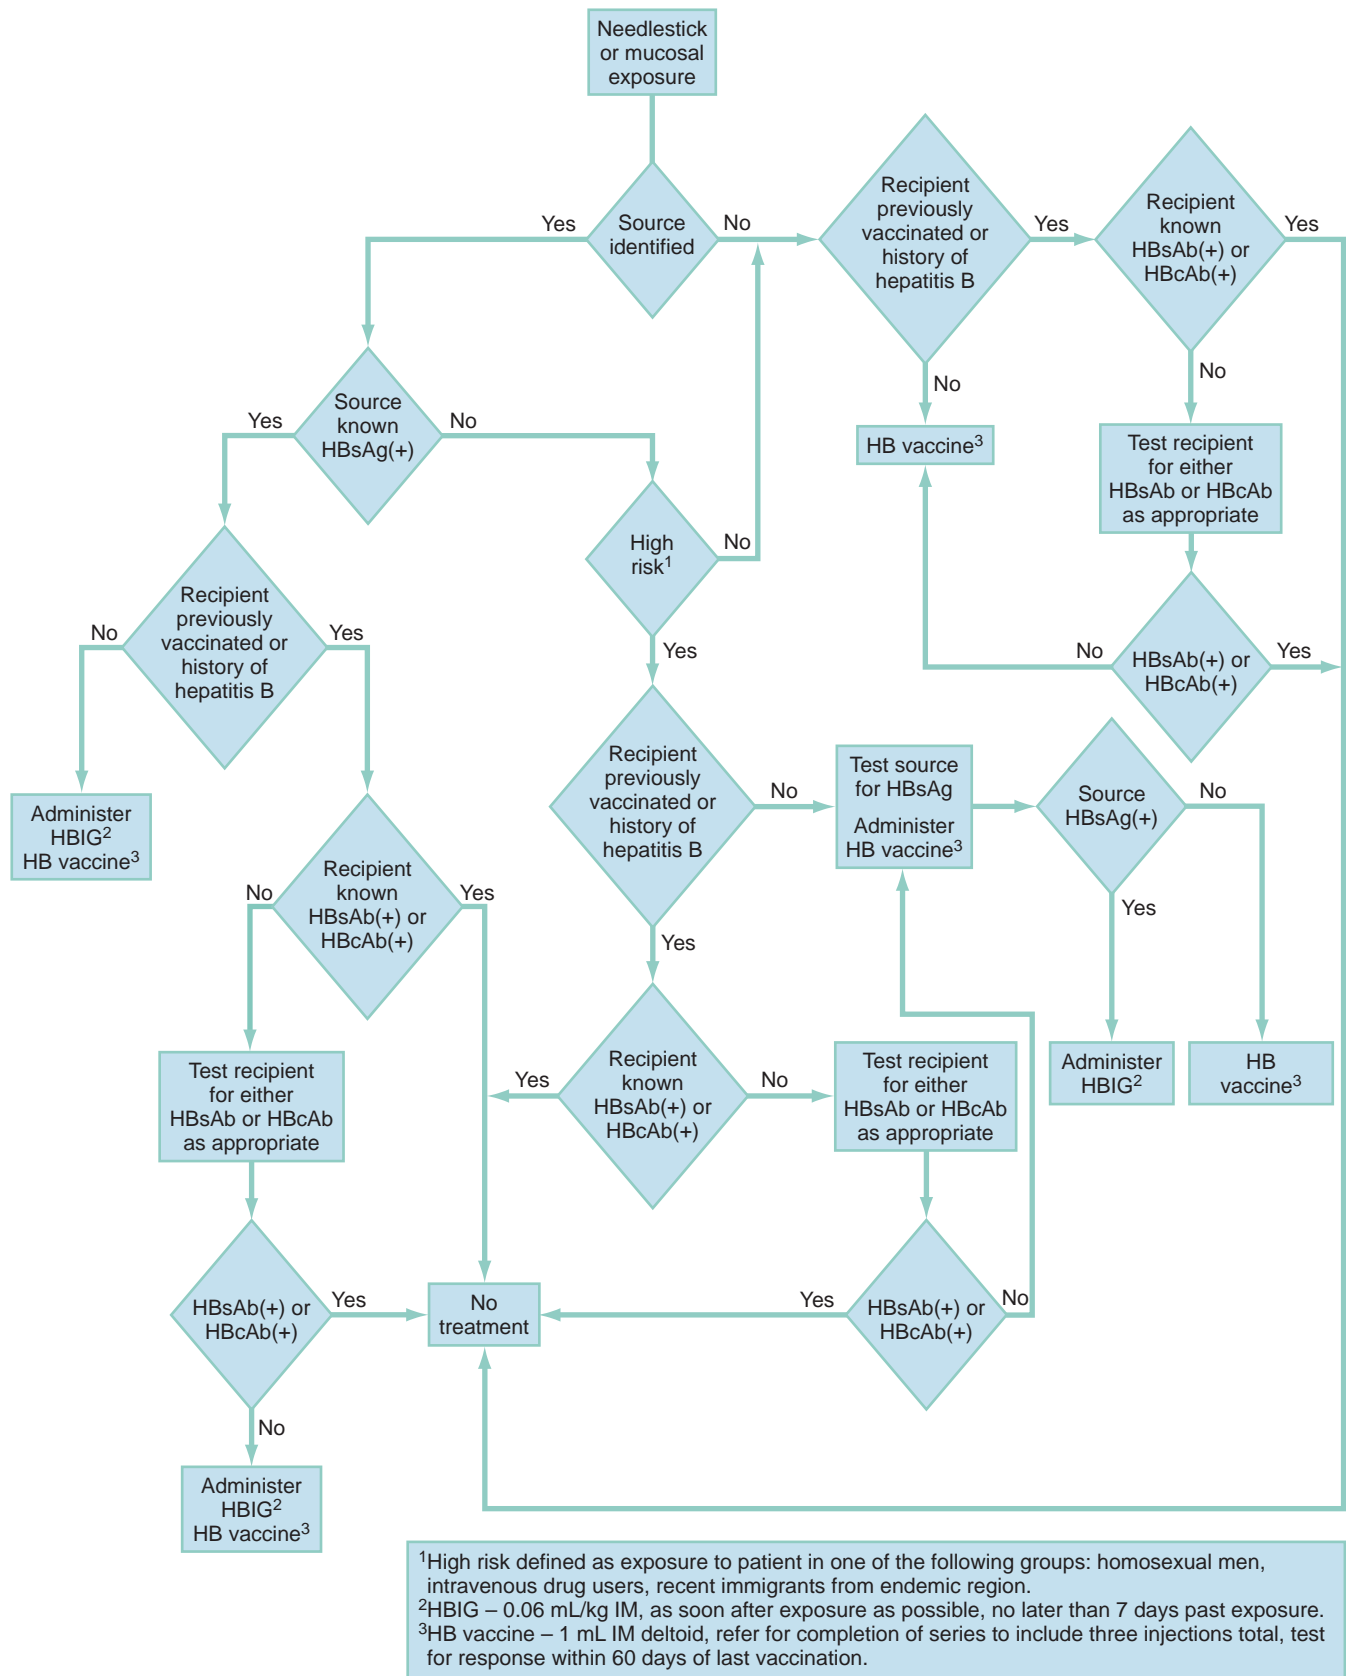 Needlestick
or mucosal
exposure
Source
identified
Yes
No
Recipient
previously
vaccinated or
history of
hepatitis B
Yes
Recipient
known
HBsAb(+) or
HBcAb(+)
Yes
No
HB vaccine3
No
Test recipient
for either
HBsAb or HBcAb
as appropriate
HBsAb(+) or
HBcAb(+)
No
Yes
Source
known
HBsAg(+)
Yes
No
High
risk1
No
Yes
Recipient
previously
vaccinated or
history of
hepatitis B
No
Yes
Administer
HBIG2
HB vaccine3
Recipient
known
HBsAb(+) or
HBcAb(+)
No
Yes
Recipient
previously
vaccinated or
history of
hepatitis B
No
Yes
Test source
for HBsAg
Administer
HB vaccine3
Source
HBsAg(+)
No
Yes
Administer
HBIG2
HB
vaccine3
Test recipient
for either
HBsAb or HBcAb
as appropriate
Recipient
known
HBsAb(+) or
HBcAb(+)
Yes
No
Test recipient
for either
HBsAb or HBcAb
as appropriate
HBsAb(+) or
HBcAb(+)
Yes
No
No
treatment
HBsAb(+) or
HBcAb(+)
Yes
No
Administer
HBIG2
HB vaccine3
1High risk defined as exposure to patient in one of the following groups: homosexual men,
intravenous drug users, recent immigrants from endemic region.
2HBIG – 0.06 mL/kg IM, as soon after exposure as possible, no later than 7 days past exposure.
3HB vaccine – 1 mL IM deltoid, refer for completion of series to include three injections total, test
for response within 60 days of last vaccination.